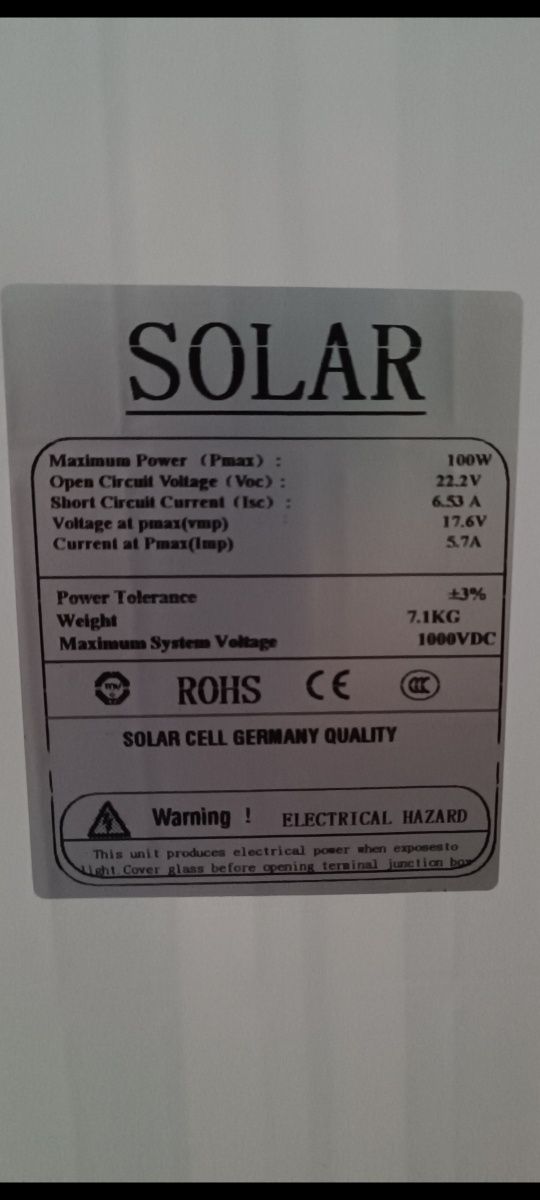 SOLAR
Maximum Power (Pmax) : 100W
Open Circuit Voltage (Voc) : 22.2V
Short Circuit Current (Isc) : 6.53 A
Voltage at pmax(vmp) 17.6V
Current at Pmax(Imp) 5.7A
Power Tolerance ±3%
Weight 7.1KG
Maximum System Voltage 1000VDC
ROHS CE CCC
SOLAR CELL GERMANY QUALITY
Warning ! ELECTRICAL HAZARD
This unit produces electrical power when exposesto
light.Cover glass before opening terminal junction box